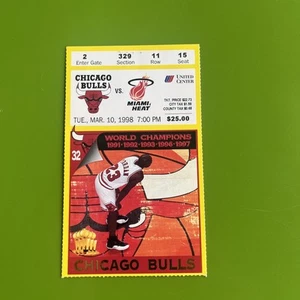 2 329 11 15
Enter Gate Section Row Seat
UNITED
CENTER
CHICAGO
BULLS
VS.
MIAMI
HEAT
TUE, MAR. 10, 1998 7:00 PM $25.00
WORLD CHAMPIONS
1991-1992-1993-1996-1997
32
23
CHICAGO BULLS